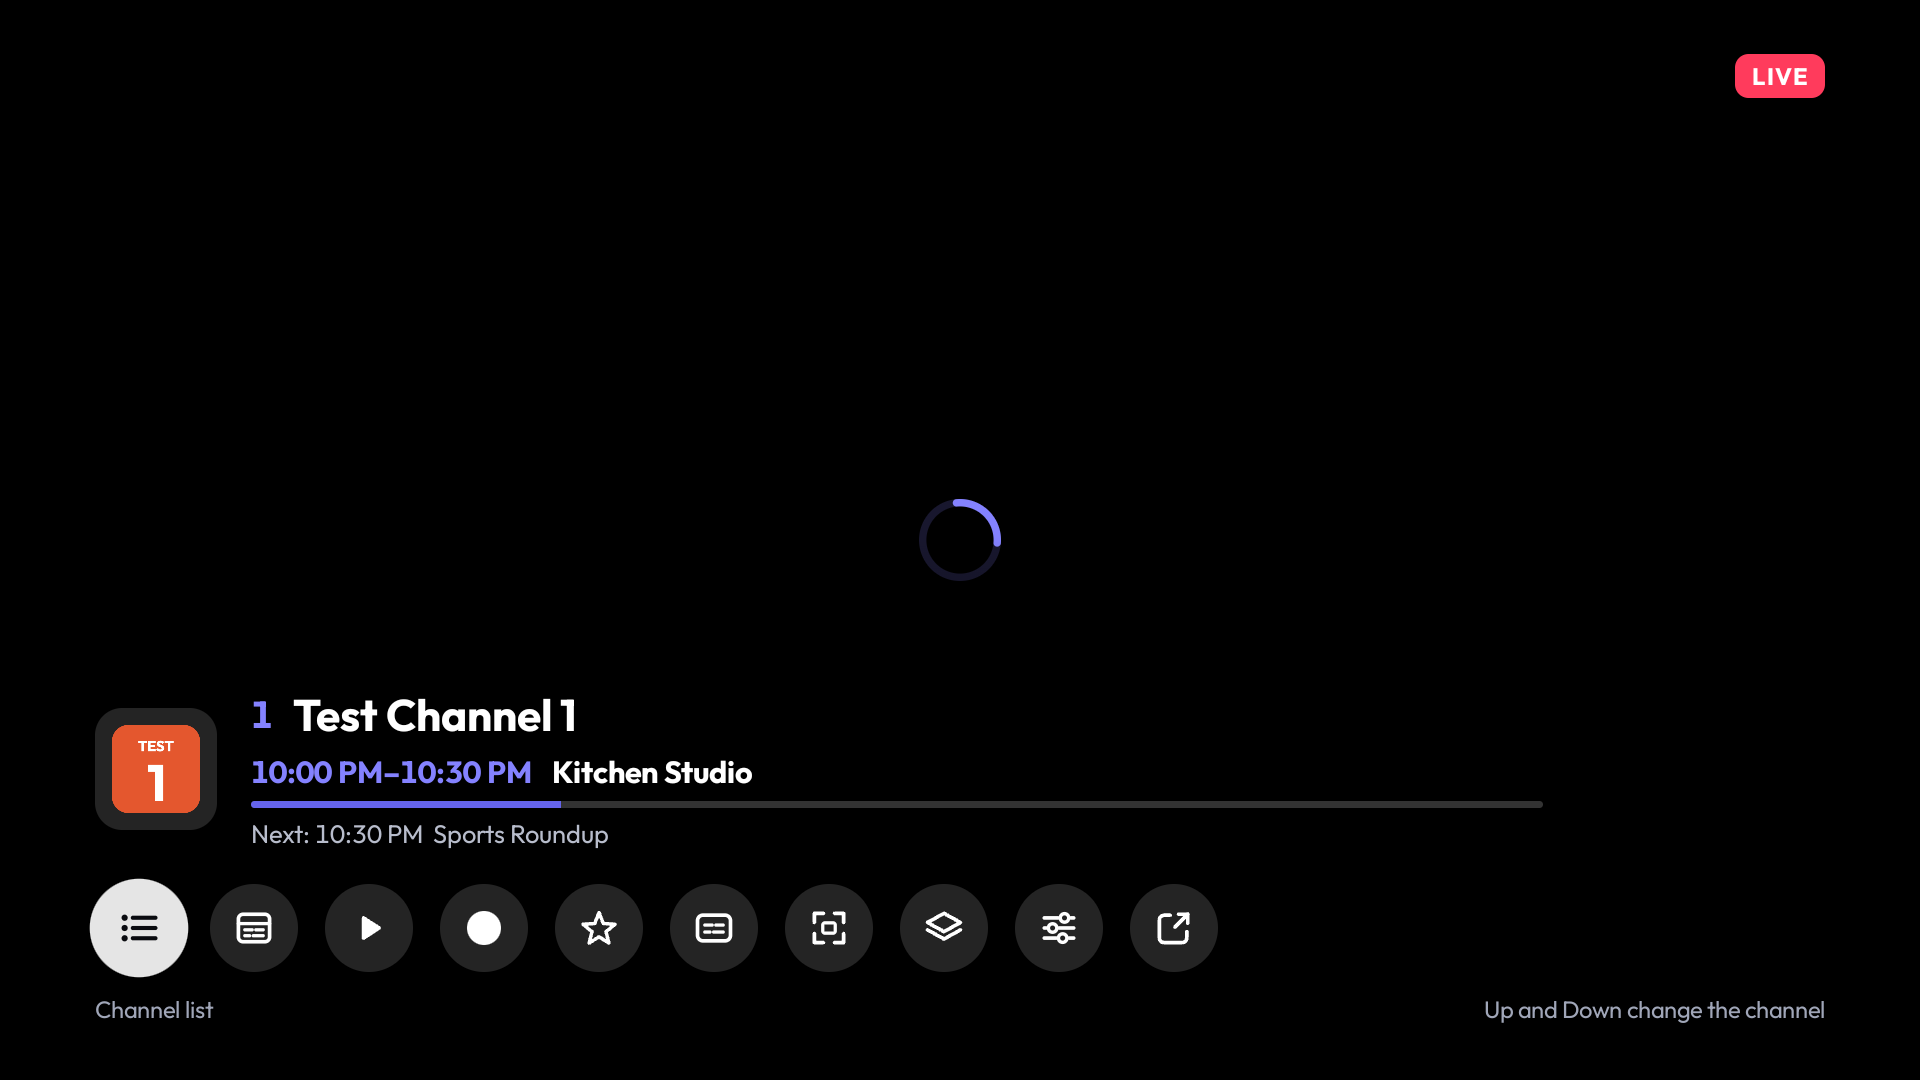 LIVE
TEST
1
1 Test Channel 1
10:00 PM–10:30 PM Kitchen Studio
Next: 10:30 PM Sports Roundup
Channel list
Up and Down change the channel